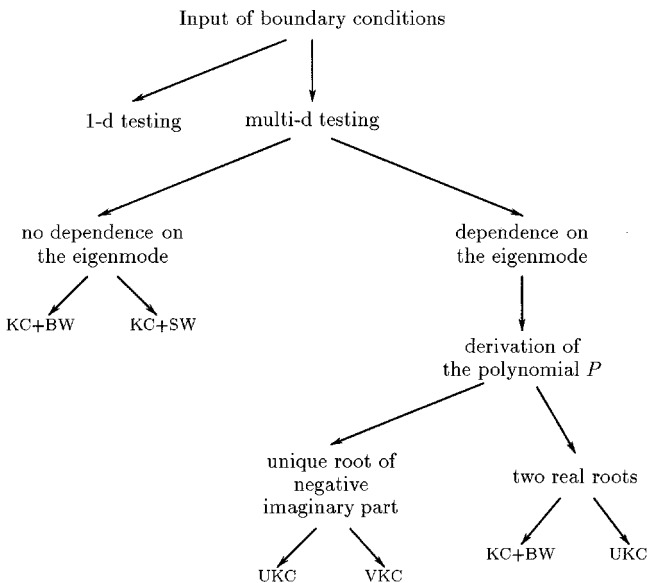 Input of boundary conditions
1-d testing
multi-d testing
no dependence on
the eigenmode
dependence on
the eigenmode
KC+BW
KC+SW
derivation of
the polynomial P
unique root of
negative
imaginary part
two real roots
UKC
VKC
KC+BW
UKC